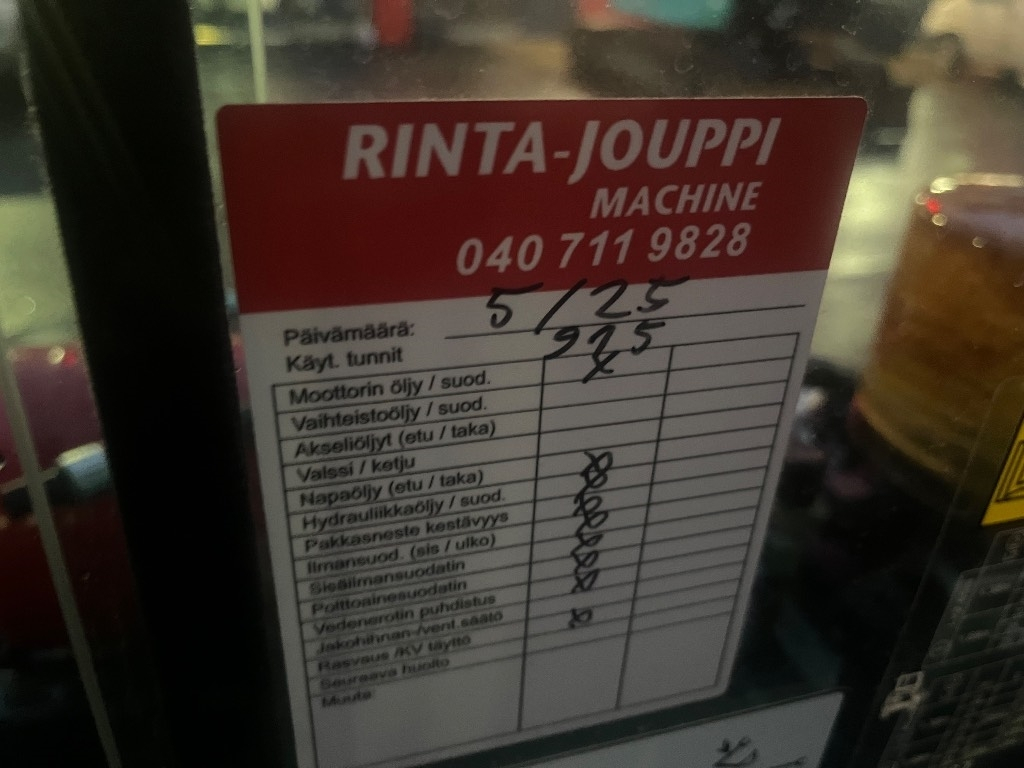 RINTA-JOUPPI
MACHINE
040 711 9828
Päivämäärä: 5/25
Käyt. tunnit 925
Moottorin öljy / suod. x
Vaihteistoöljy / suod.
Akseliöljyt (etu / taka)
Valssi / ketju
Napaöljy (etu / taka)
Hydrauliikkaöljy / suod.
Pakkasneste kestävyys
Ilmansuod. (sis / ulko)
Sisäilmansuodatin
Polttoainesuodatin
Vedenerotin puhdistus
Jakohihnan-/vent.säätö
Rasvaus /KV täyttö
Seuraava huolto
Muuta